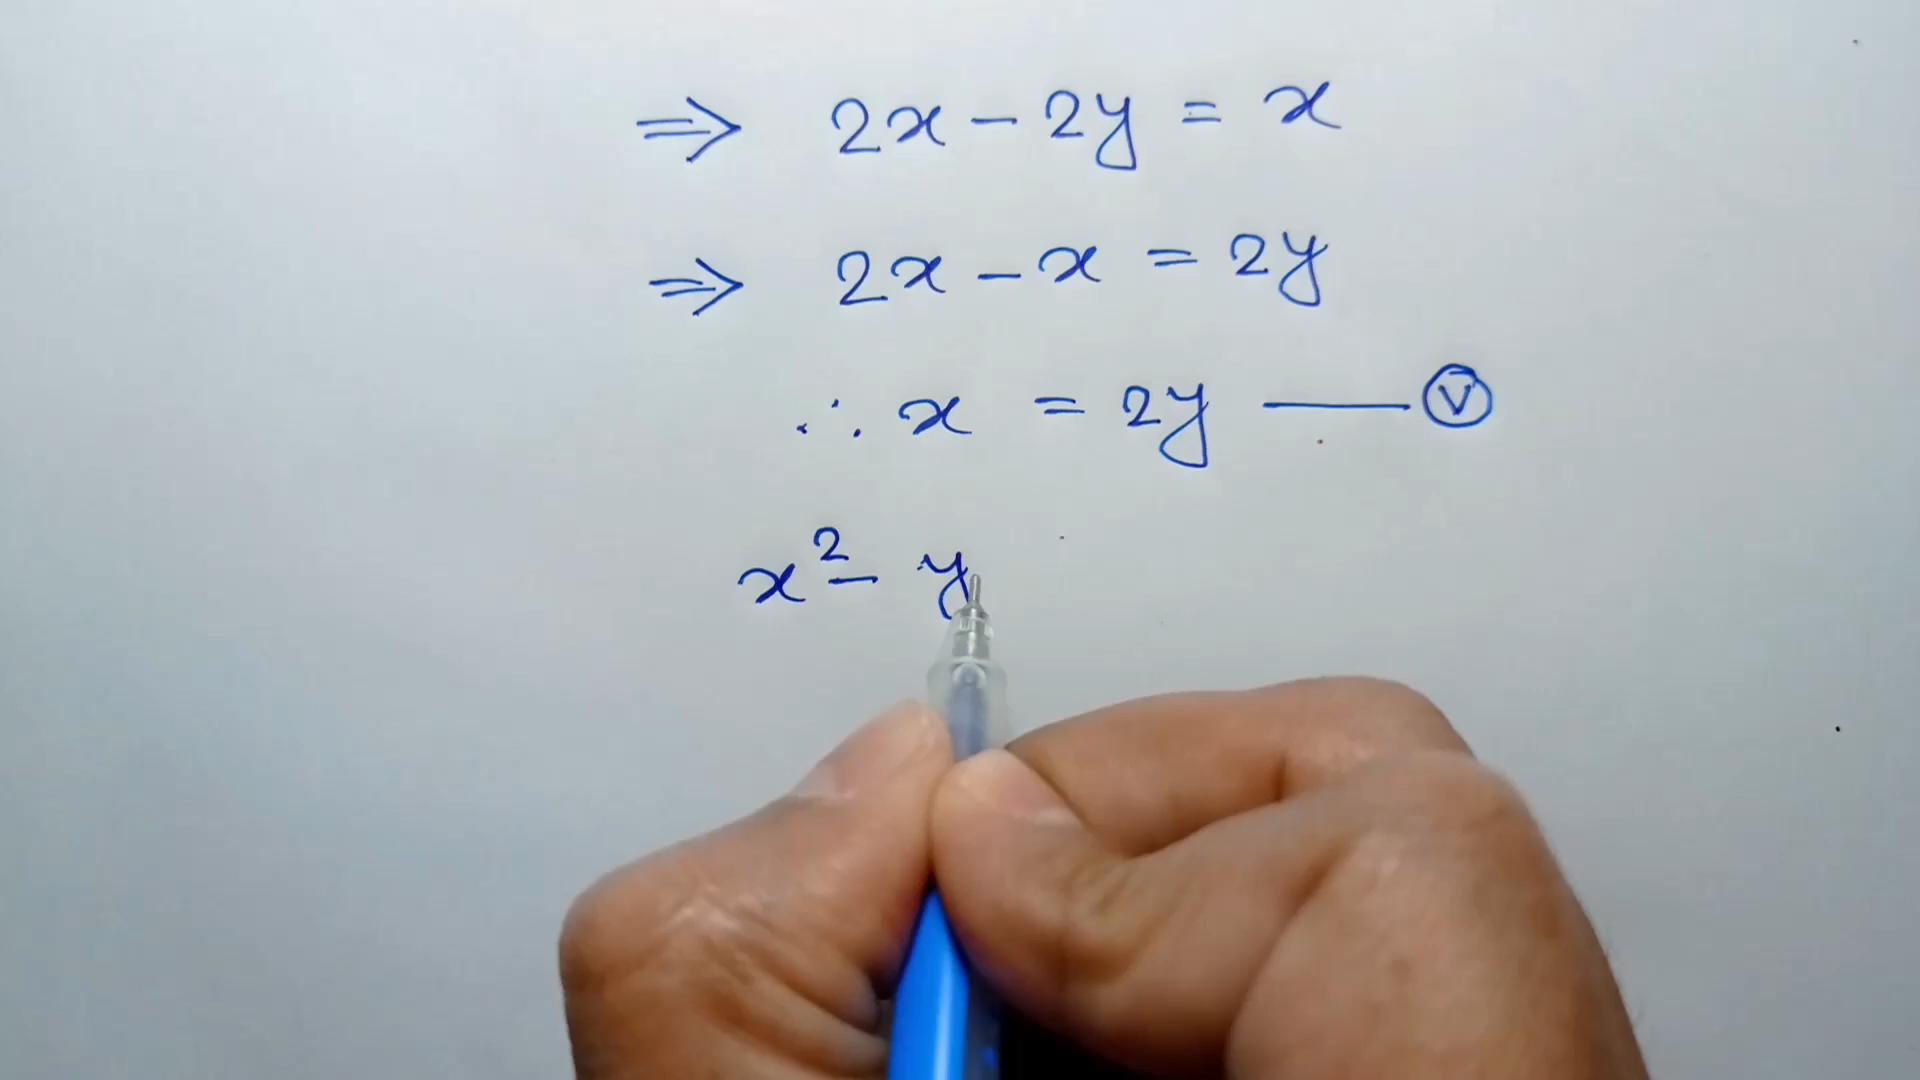 ⇒ 2x - 2y = x
⇒ 2x - x = 2y
∴ x = 2y —— Ⓥ
x² - y